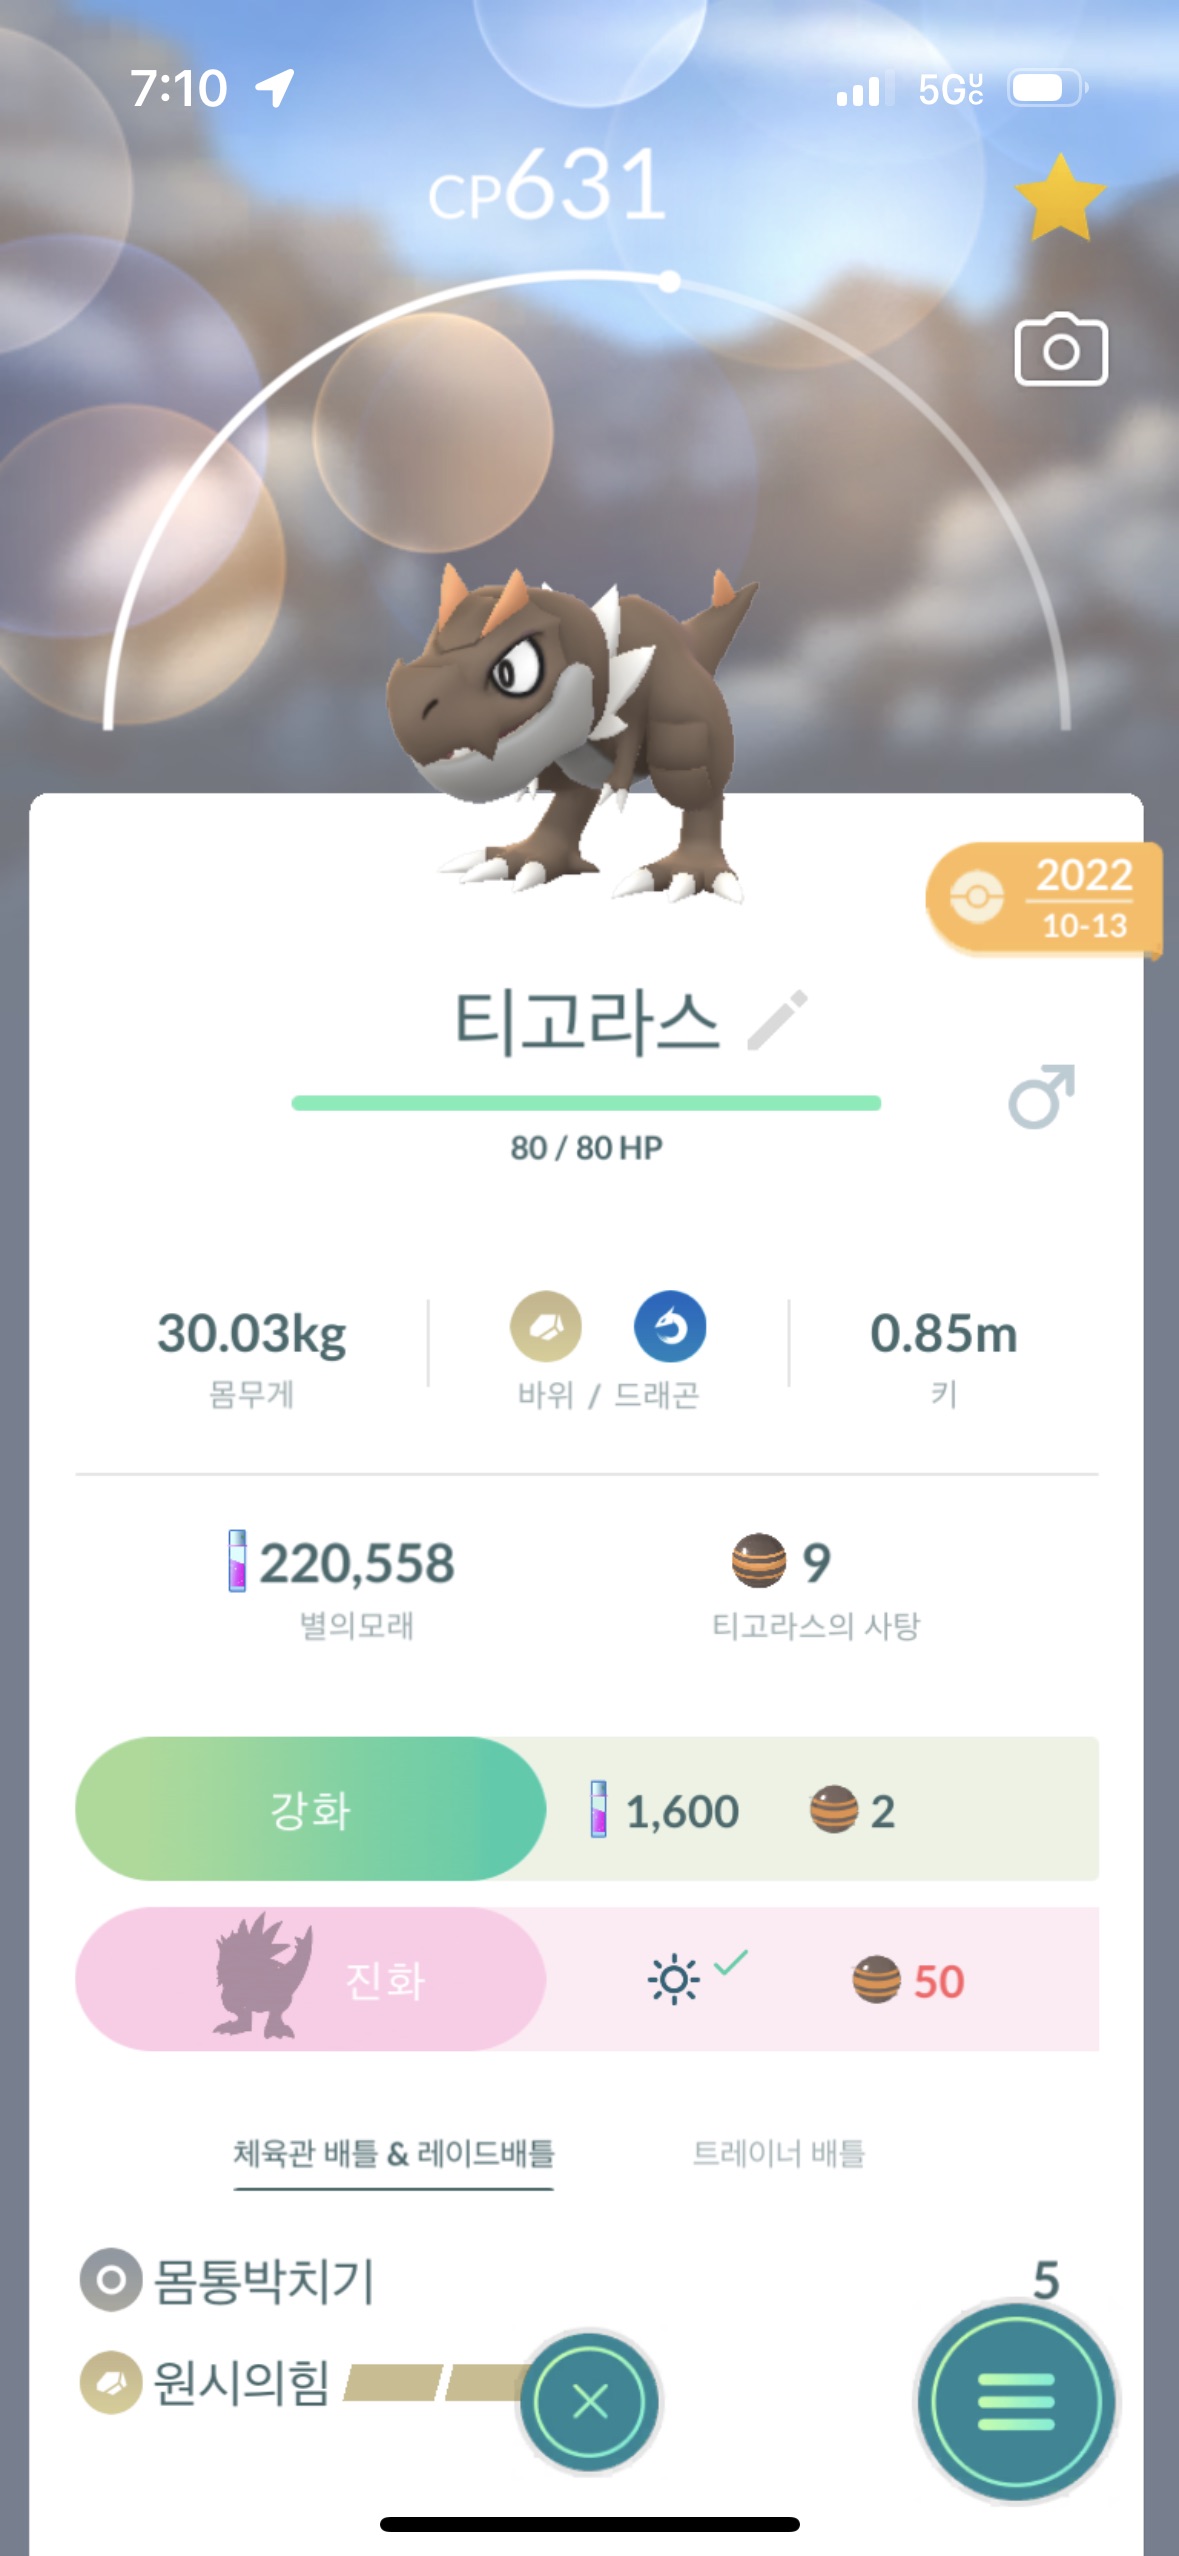 7:10
5GUC
CP631
2022
10-13
티고라스
80 / 80 HP
30.03kg
몸무게
바위 / 드래곤
0.85m
키
220,558
별의모래
9
티고라스의 사탕
강화 1,600 2
진화 50
체육관 배틀 & 레이드배틀 트레이너 배틀
몸통박치기 5
원시의힘